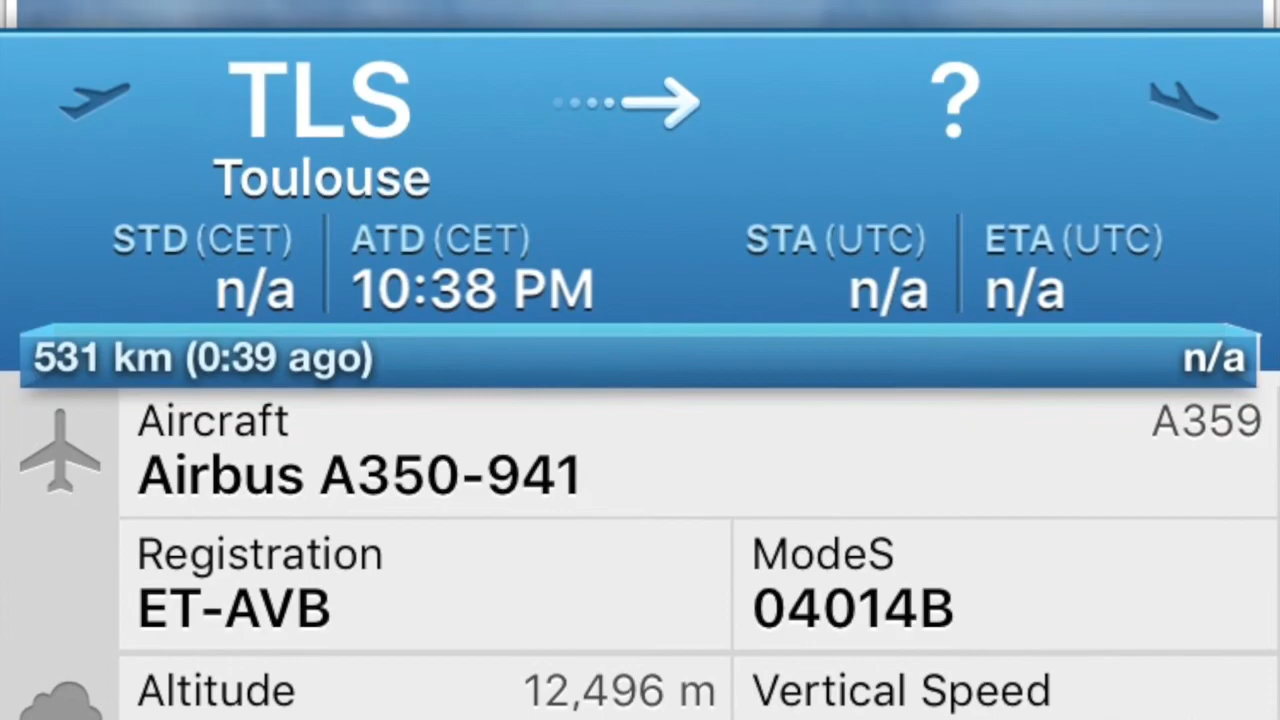 TLS ?
Toulouse
STD (CET) ATD (CET) STA (UTC) ETA (UTC)
n/a 10:38 PM n/a n/a
531 km (0:39 ago) n/a
Aircraft A359
Airbus A350-941
Registration ModeS
ET-AVB 04014B
Altitude 12,496 m Vertical Speed